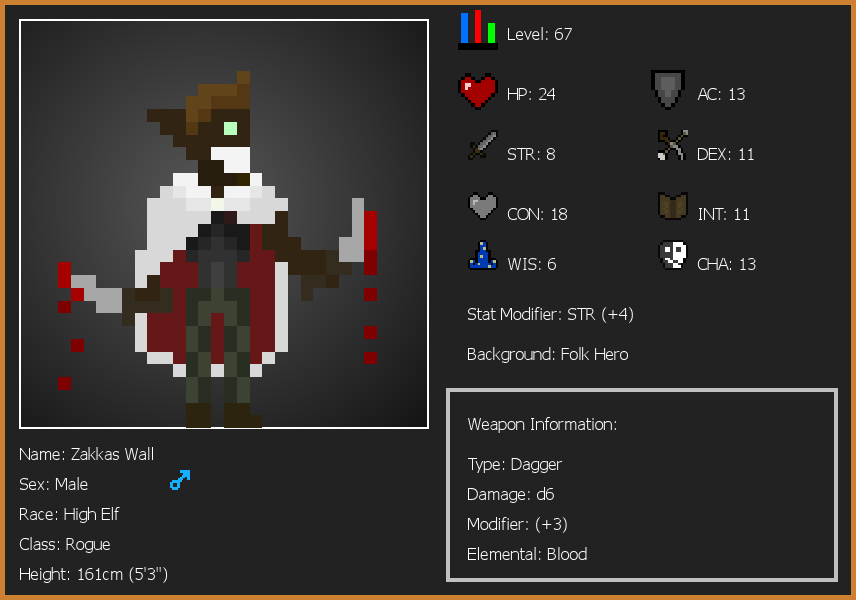 Level: 67
HP: 24
AC: 13
STR: 8
DEX: 11
CON: 18
INT: 11
WIS: 6
CHA: 13
Stat Modifier: STR (+4)
Background: Folk Hero
Weapon Information:
Type: Dagger
Damage: d6
Modifier: (+3)
Elemental: Blood
Name: Zakkas Wall
Sex: Male
Race: High Elf
Class: Rogue
Height: 161cm (5'3")